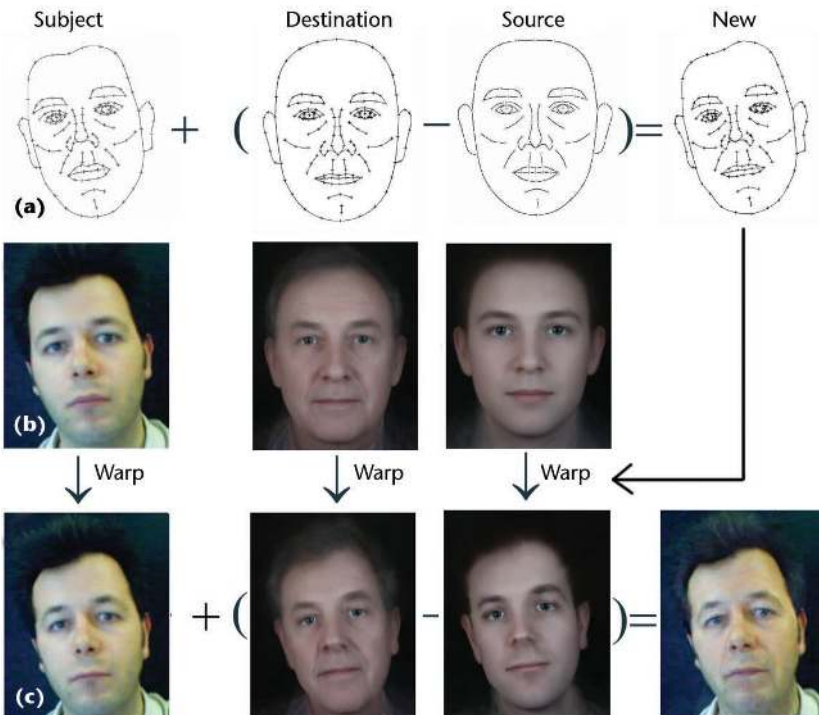 Subject Destination Source New
+ ( − ) =
(a)
(b)
Warp Warp Warp
+ ( − ) =
(c)